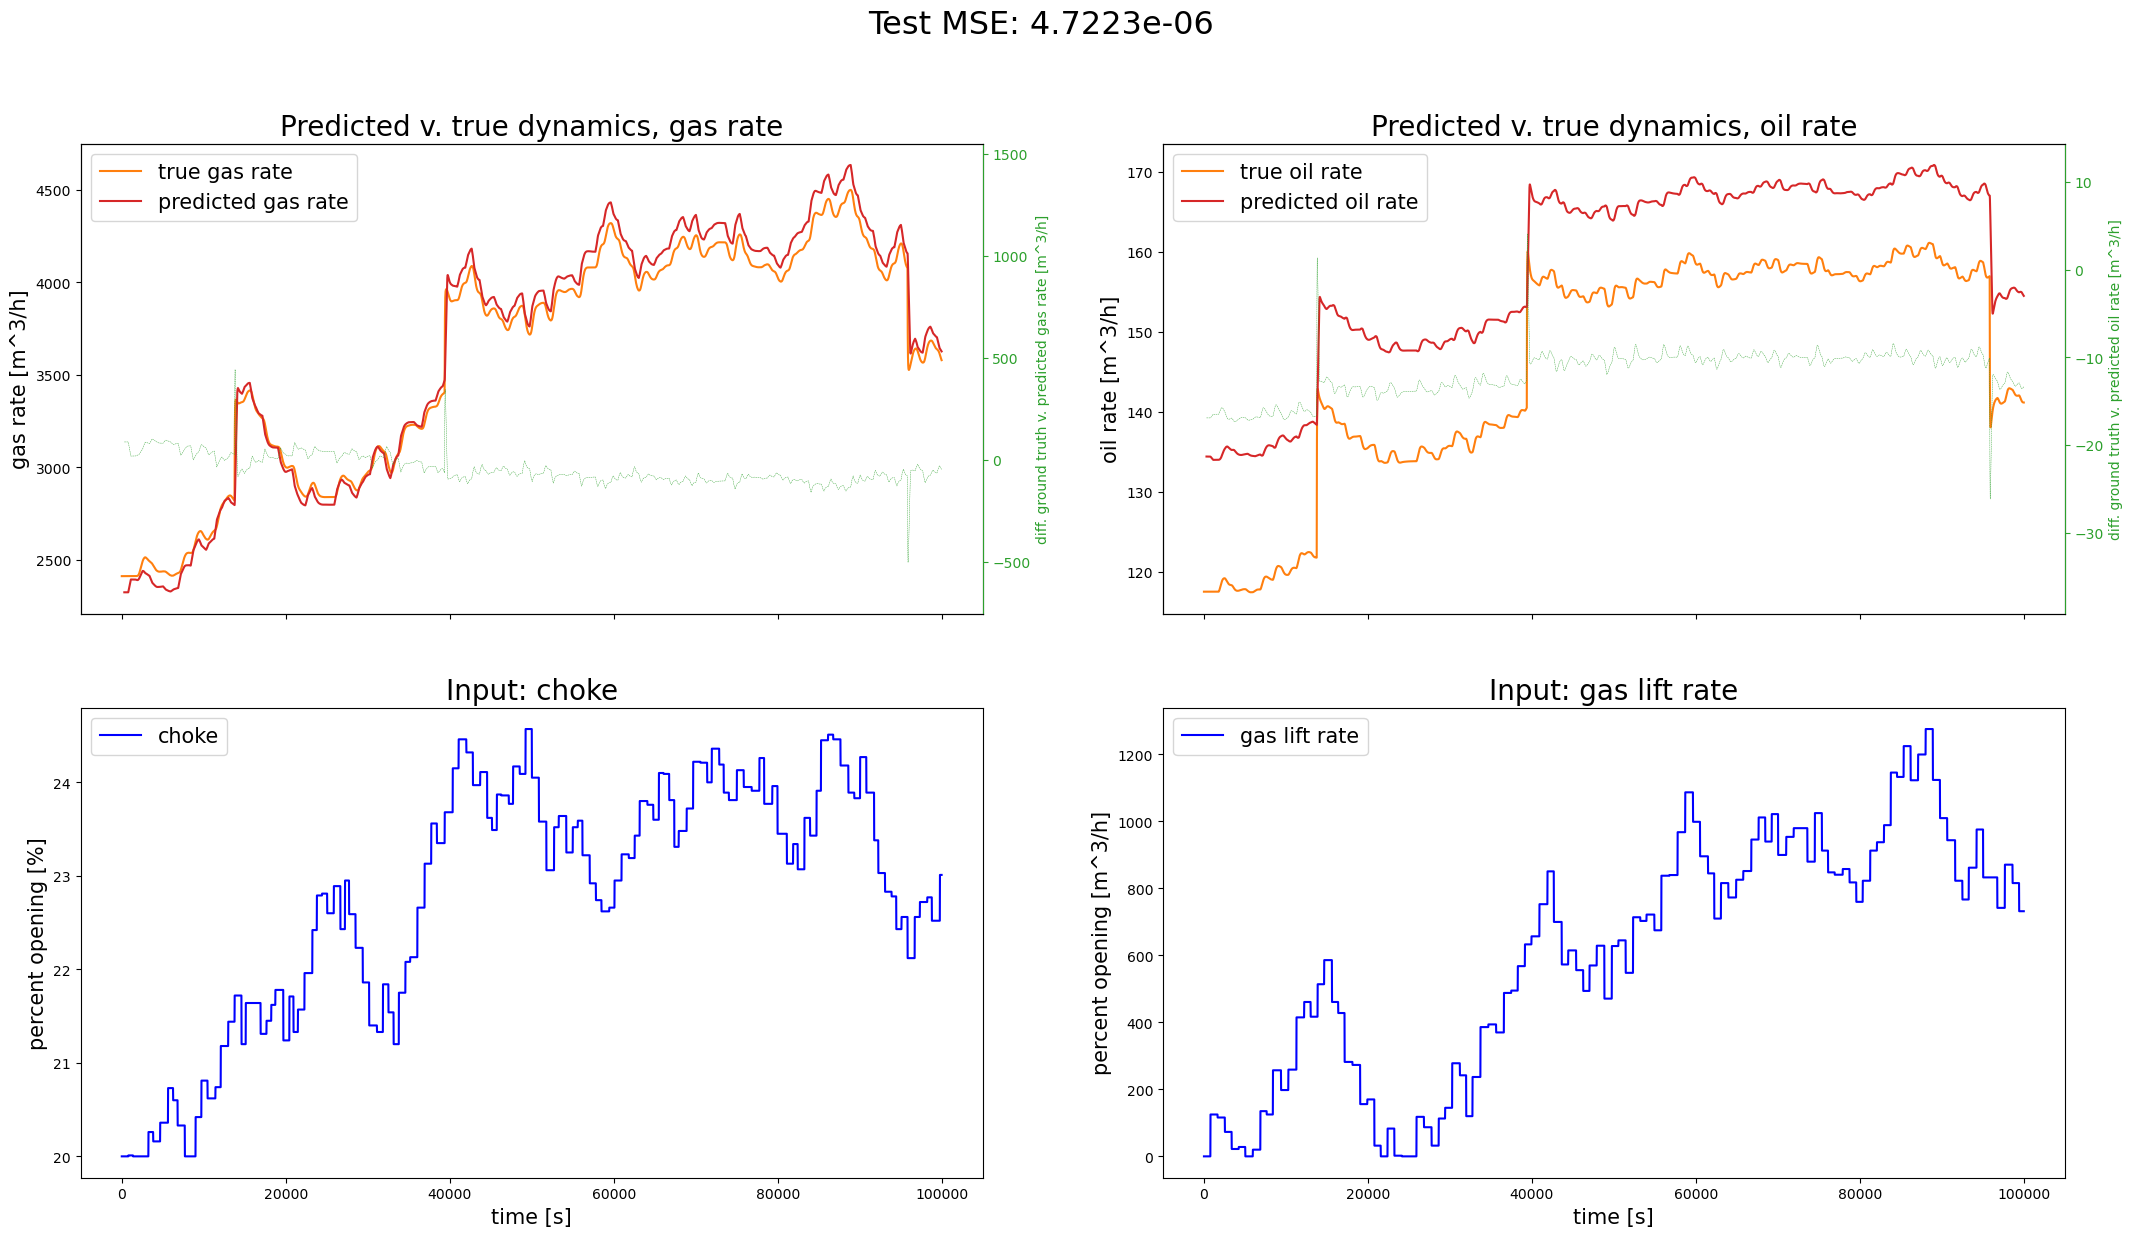 Test MSE: 4.7223e-06
Predicted v. true dynamics, gas rate
true gas rate
predicted gas rate
gas rate [m^3/h]
4500
4000
3500
3000
2500
1500
1000
500
0
−500
diff. ground truth v. predicted gas rate [m^3/h]
Predicted v. true dynamics, oil rate
true oil rate
predicted oil rate
oil rate [m^3/h]
170
160
150
140
130
120
10
0
−10
−20
−30
diff. ground truth v. predicted oil rate [m^3/h]
Input: choke
choke
percent opening [%]
24
23
22
21
20
0 20000 40000 60000 80000 100000
time [s]
Input: gas lift rate
gas lift rate
percent opening [m^3/h]
1200
1000
800
600
400
200
0
0 20000 40000 60000 80000 100000
time [s]